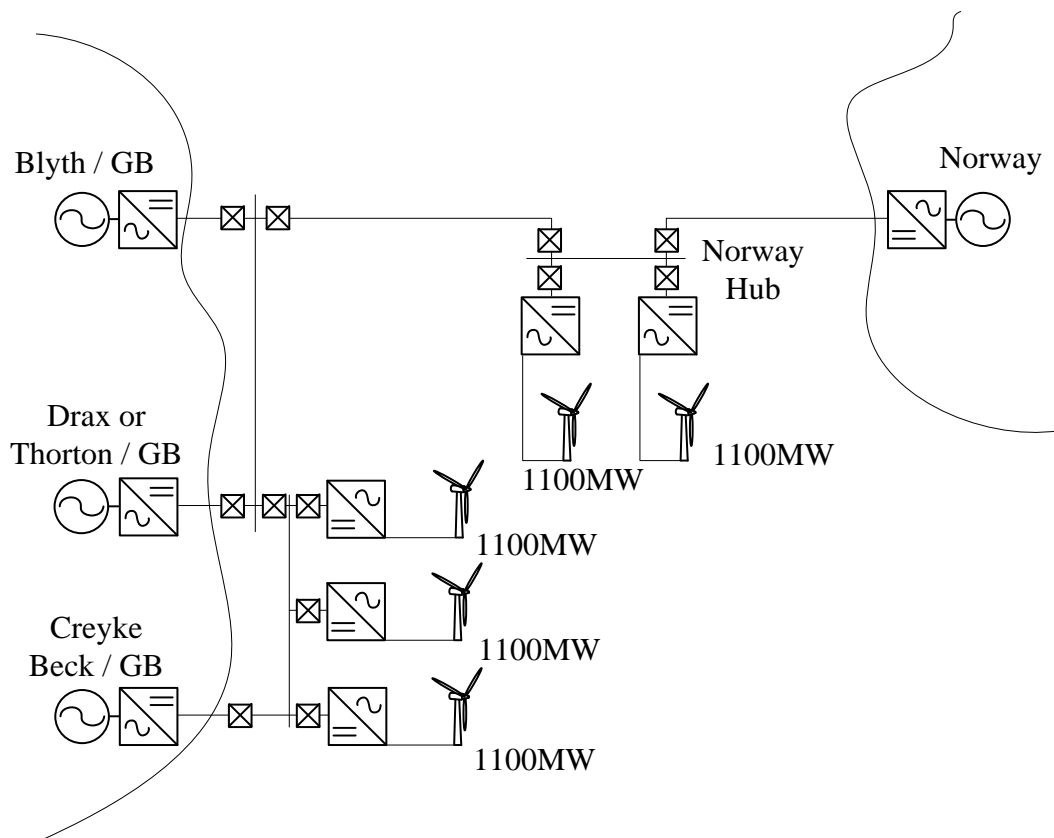 Blyth / GB
Norway
Norway
Hub
Drax or
Thorton / GB
1100MW
1100MW
1100MW
1100MW
Creyke
Beck / GB
1100MW